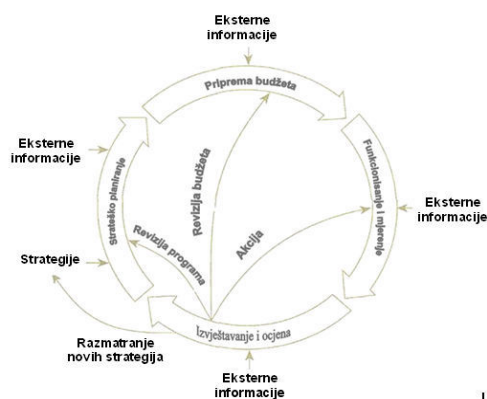 Eksterne
informacije
Priprema budžeta
Eksterne
informacije
Strateško planiranje
Revizija budžeta
Funkcionisanje i mjerenje
Eksterne
informacije
Revizija programa
Akcija
Strategije
Izvještavanje i ocjena
Razmatranje
novih strategija
Eksterne
informacije